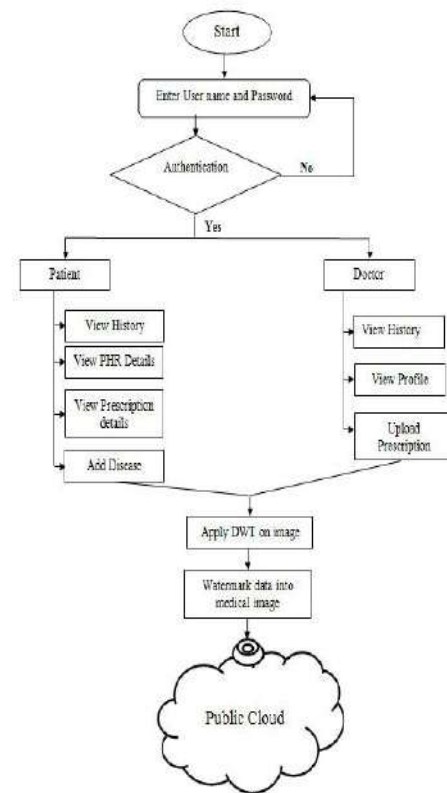 Start
Enter User name and Password
Authentication
No
Yes
Patient
Doctor
View History
View PHR Details
View Prescription
details
Add Disease
View History
View Profile
Upload
Prescription
Apply DWT on image
Watermark data into
medical image
Public Cloud